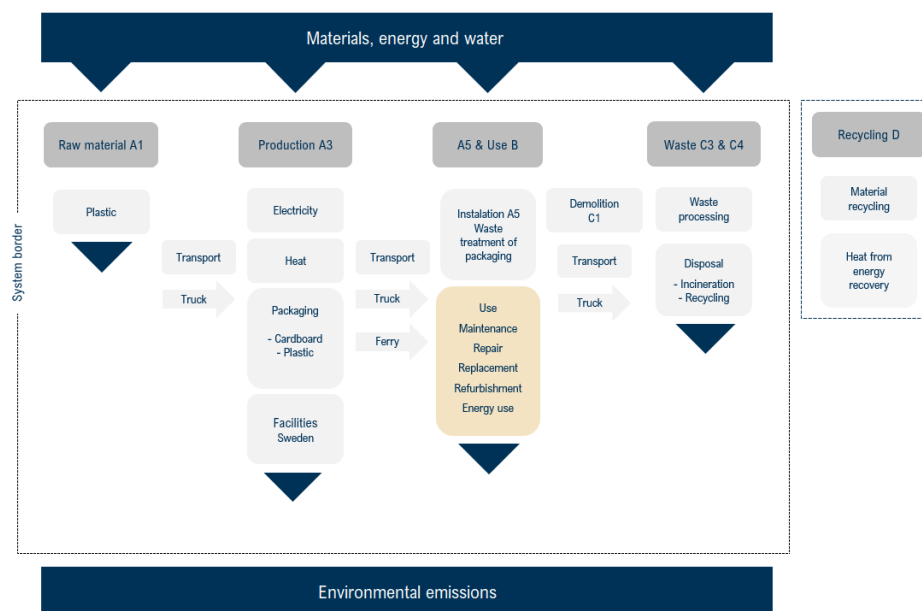 Materials, energy and water
System border
Raw material A1
Plastic
Transport
Truck
Production A3
Electricity
Heat
Packaging
- Cardboard
- Plastic
Facilities
Sweden
Transport
Truck
Ferry
A5 & Use B
Instalation A5
Waste
treatment of
packaging
Use
Maintenance
Repair
Replacement
Refurbishment
Energy use
Demolition
C1
Transport
Truck
Waste C3 & C4
Waste
processing
Disposal
- Incineration
- Recycling
Recycling D
Material
recycling
Heat from
energy
recovery
Environmental emissions